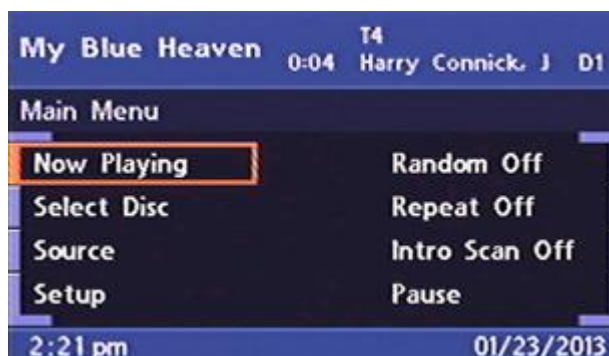 My Blue Heaven 0:04 T4
Harry Connick, J D1
Main Menu
Now Playing Random Off
Select Disc Repeat Off
Source Intro Scan Off
Setup Pause
2:21 pm 01/23/2013